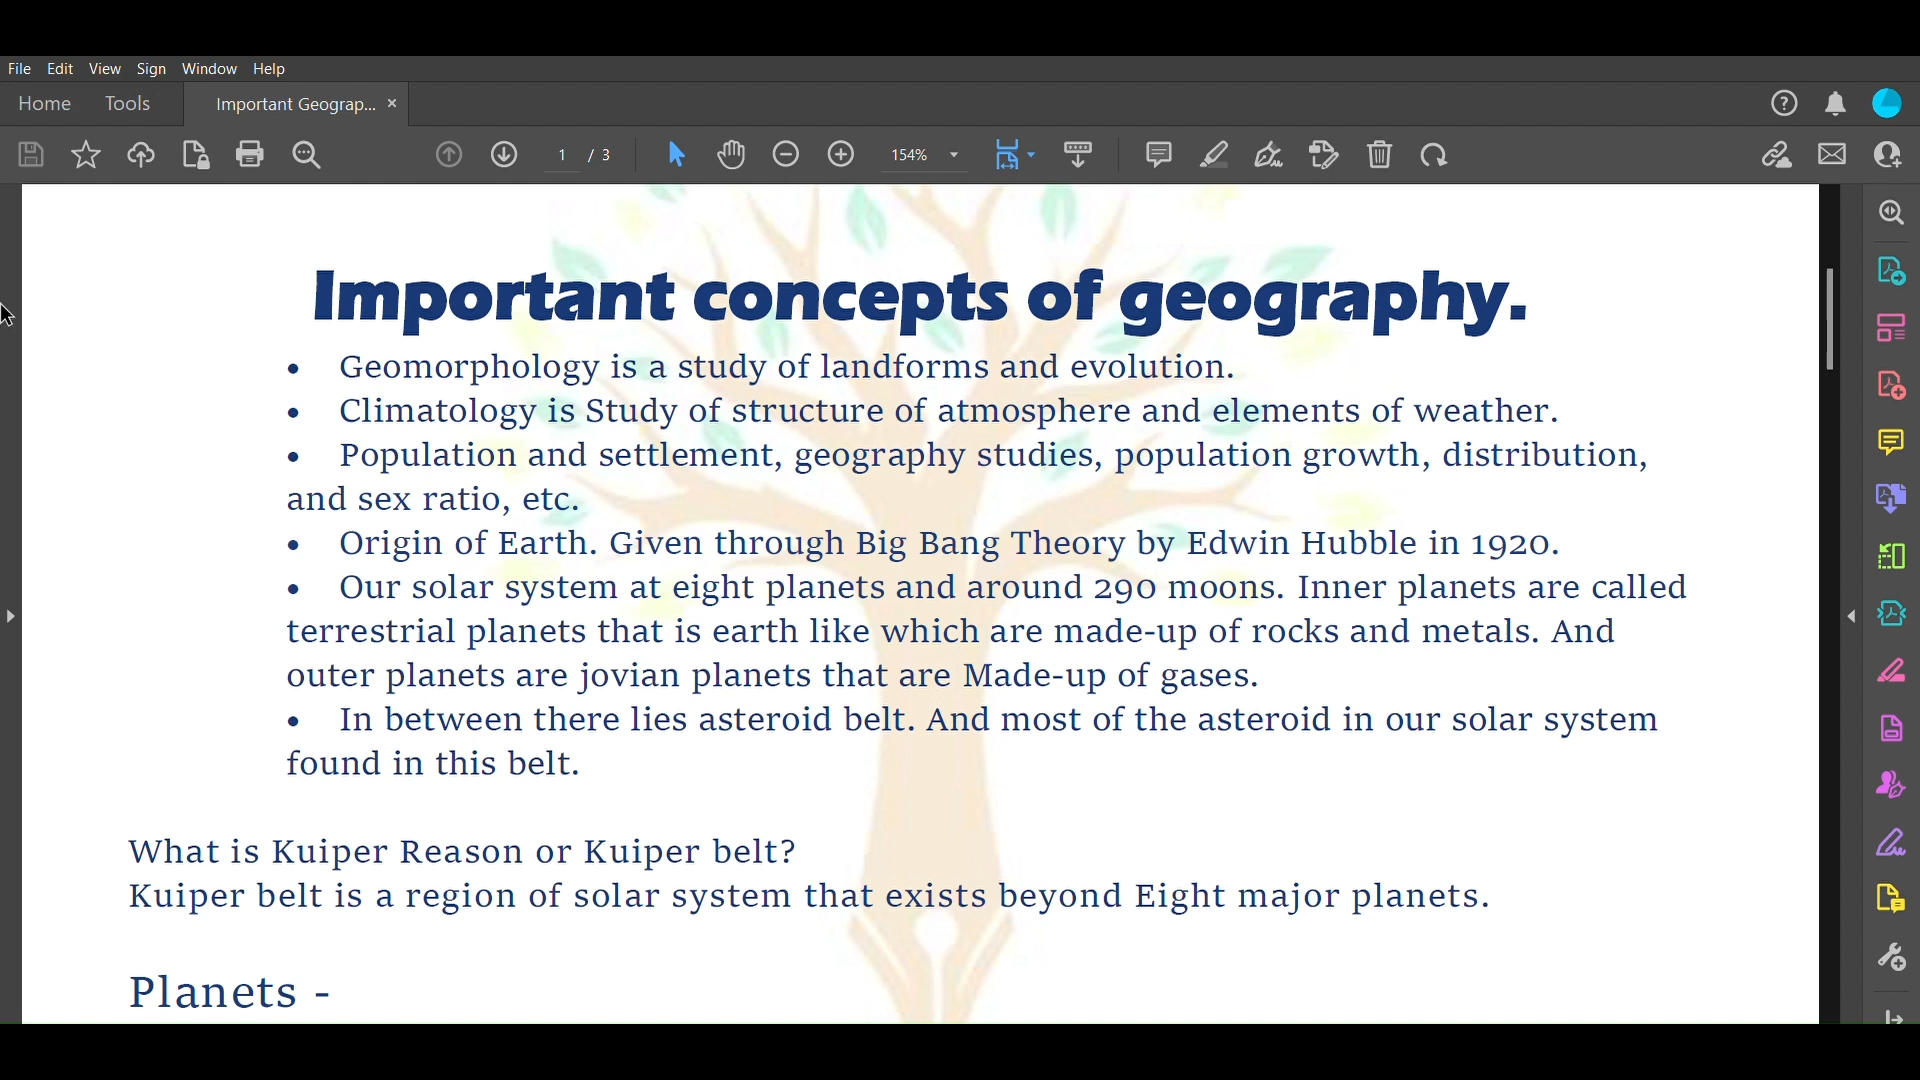 File Edit View Sign Window Help
Home Tools Important Geograp... ×
1 / 3 154%
Important concepts of geography.
• Geomorphology is a study of landforms and evolution.
• Climatology is Study of structure of atmosphere and elements of weather.
• Population and settlement, geography studies, population growth, distribution,
and sex ratio, etc.
• Origin of Earth. Given through Big Bang Theory by Edwin Hubble in 1920.
• Our solar system at eight planets and around 290 moons. Inner planets are called
terrestrial planets that is earth like which are made-up of rocks and metals. And
outer planets are jovian planets that are Made-up of gases.
• In between there lies asteroid belt. And most of the asteroid in our solar system
found in this belt.
What is Kuiper Reason or Kuiper belt?
Kuiper belt is a region of solar system that exists beyond Eight major planets.
Planets -